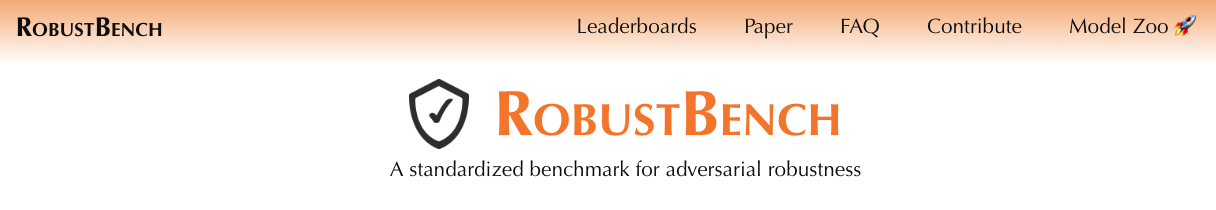 ROBUSTBENCH Leaderboards Paper FAQ Contribute Model Zoo 🚀
ROBUSTBENCH
A standardized benchmark for adversarial robustness